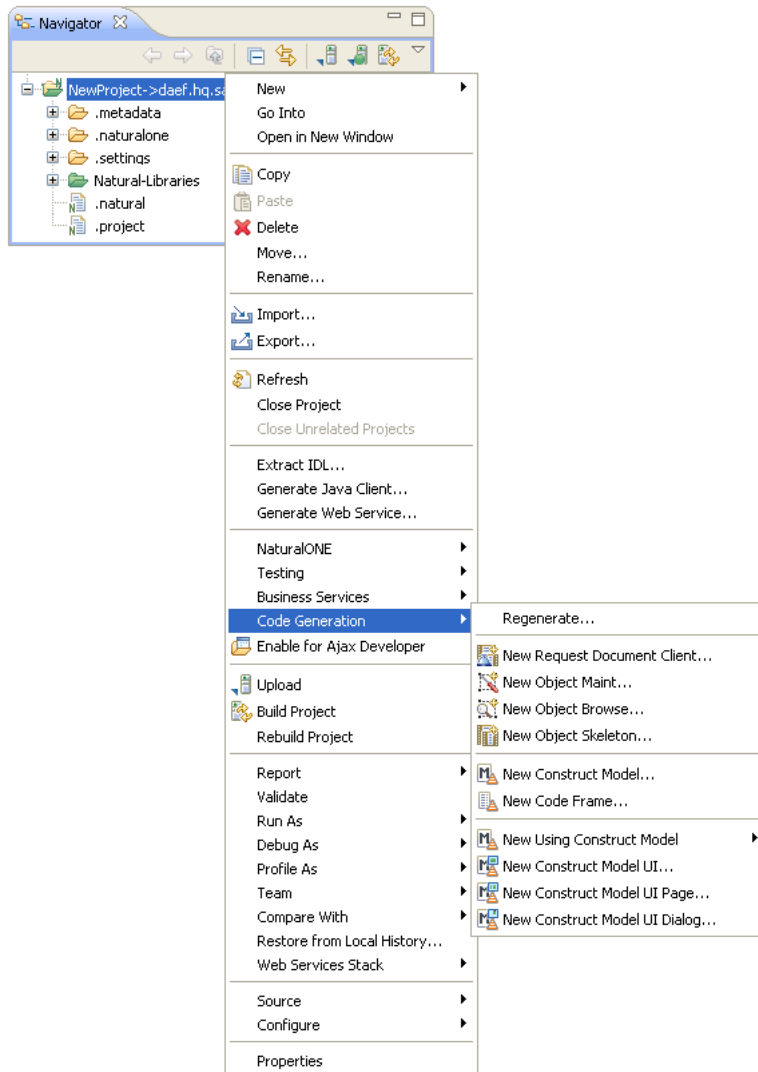 Navigator
NewProject->daef.hq.sa
.metadata
.naturalone
.settings
Natural-Libraries
.natural
.project
New
Go Into
Open in New Window
Copy
Paste
Delete
Move...
Rename...
Import...
Export...
Refresh
Close Project
Close Unrelated Projects
Extract IDL...
Generate Java Client...
Generate Web Service...
NaturalONE
Testing
Business Services
Code Generation
Enable for Ajax Developer
Upload
Build Project
Rebuild Project
Report
Validate
Run As
Debug As
Profile As
Team
Compare With
Restore from Local History...
Web Services Stack
Source
Configure
Properties
Regenerate...
New Request Document Client...
New Object Maint...
New Object Browse...
New Object Skeleton...
New Construct Model...
New Code Frame...
New Using Construct Model
New Construct Model UI...
New Construct Model UI Page...
New Construct Model UI Dialog...